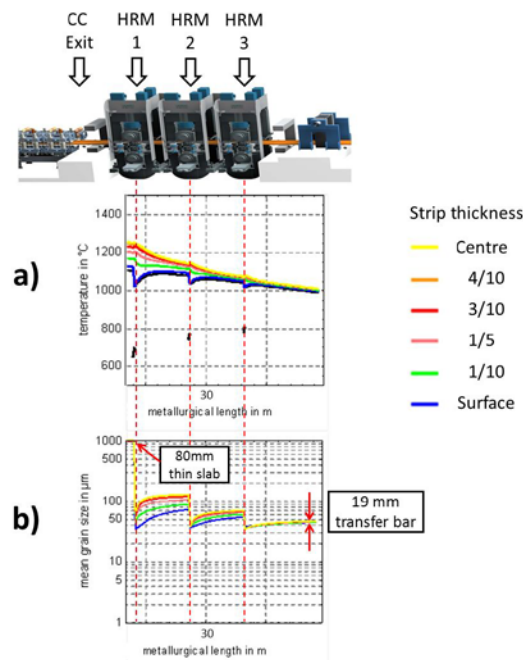 CC
Exit
HRM
1
HRM
2
HRM
3
a)
temperature in °C
1400
1200
1000
800
600
30
metallurgical length in m
Strip thickness
Centre
4/10
3/10
1/5
1/10
Surface
b)
mean grain size in µm
1000
500
100
50
10
5
1
80mm
thin slab
19 mm
transfer bar
30
metallurgical length in m